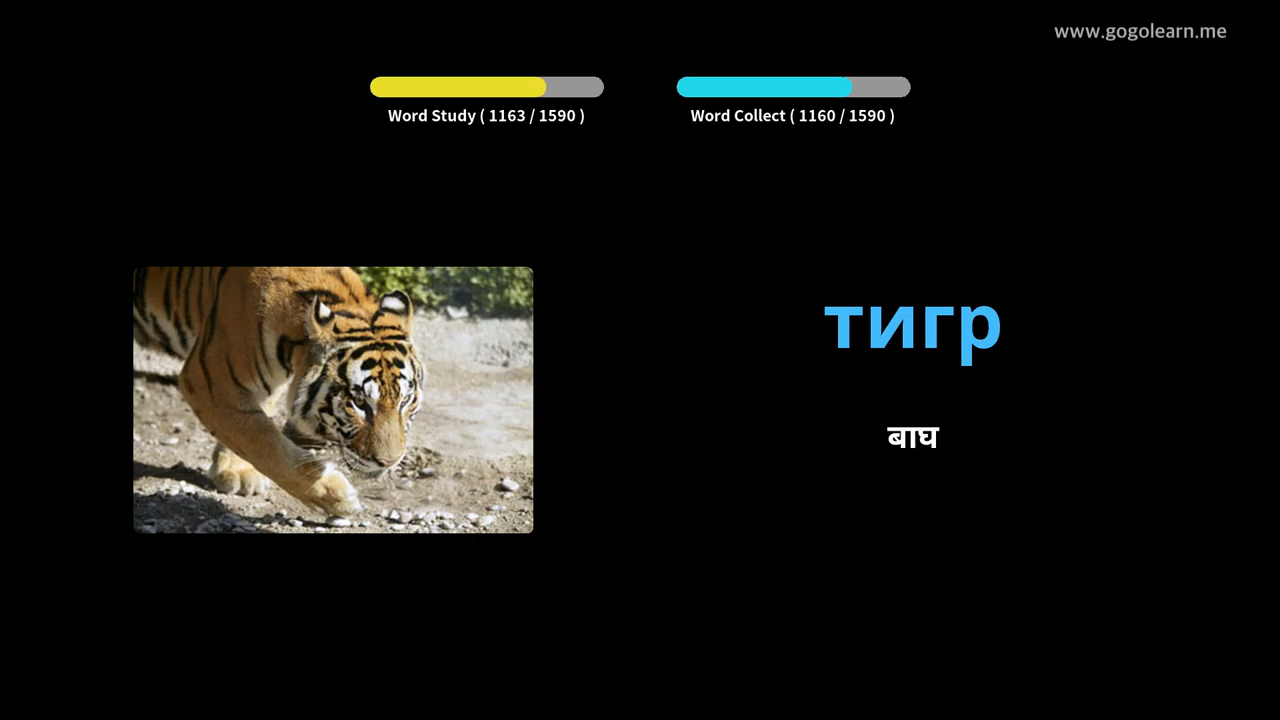 www.gogolearn.me
Word Study ( 1163 / 1590 )
Word Collect ( 1160 / 1590 )
тигр
बाघ